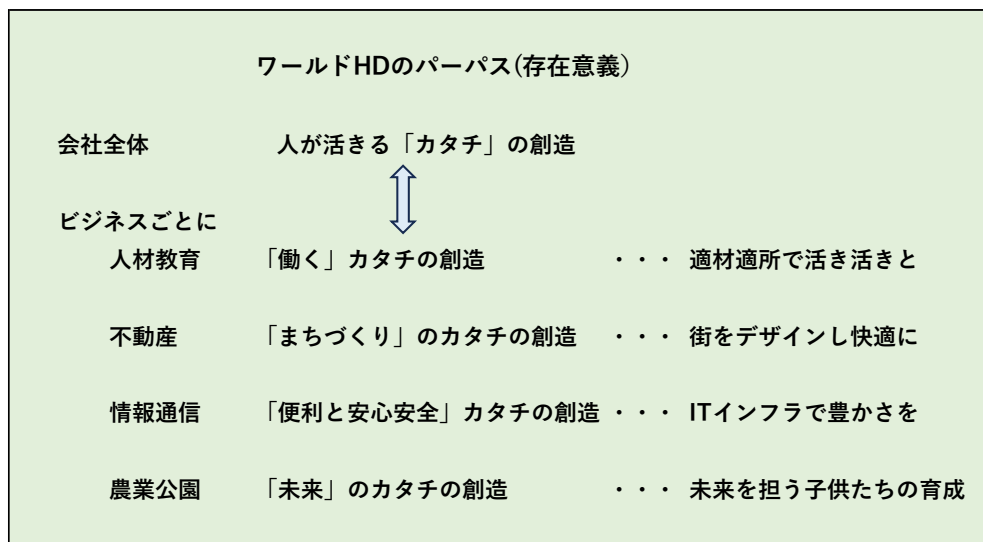 ワールドHDのパーパス(存在意義)
会社全体 人が活きる「カタチ」の創造
ビジネスごとに
人材教育 「働く」カタチの創造 ・・・ 適材適所で活き活きと
不動産 「まちづくり」のカタチの創造 ・・・ 街をデザインし快適に
情報通信 「便利と安心安全」カタチの創造 ・・・ ITインフラで豊かさを
農業公園 「未来」のカタチの創造 ・・・ 未来を担う子供たちの育成